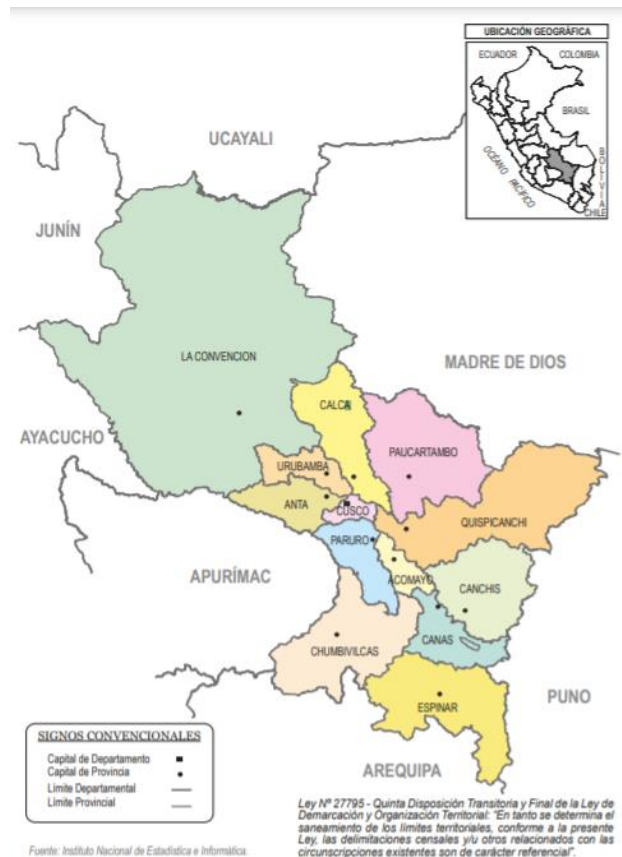 UBICACIÓN GEOGRÁFICA
ECUADOR
COLOMBIA
BRASIL
OCÉANO PACÍFICO
BOLIVIA
CHILE
UCAYALI
JUNÍN
LA CONVENCION
MADRE DE DIOS
CALCA
AYACUCHO
PAUCARTAMBO
URUBAMBA
ANTA
CUSCO
QUISPICANCHI
PARURO
APURÍMAC
ACOMAYO
CANCHIS
CANAS
CHUMBIVILCAS
PUNO
ESPINAR
AREQUIPA
SIGNOS CONVENCIONALES
Capital de Departamento
Capital de Provincia
Límite Departamental
Límite Provincial
Ley Nº 27795 - Quinta Disposición Transitoria y Final de la Ley de
Demarcación y Organización Territorial: "En tanto se determina el
saneamiento de los límites territoriales, conforme a la presente
Ley, las delimitaciones censales y/u otros relacionados con las
circunscripciones existentes son de carácter referencial".
Fuente: Instituto Nacional de Estadística e Informática.